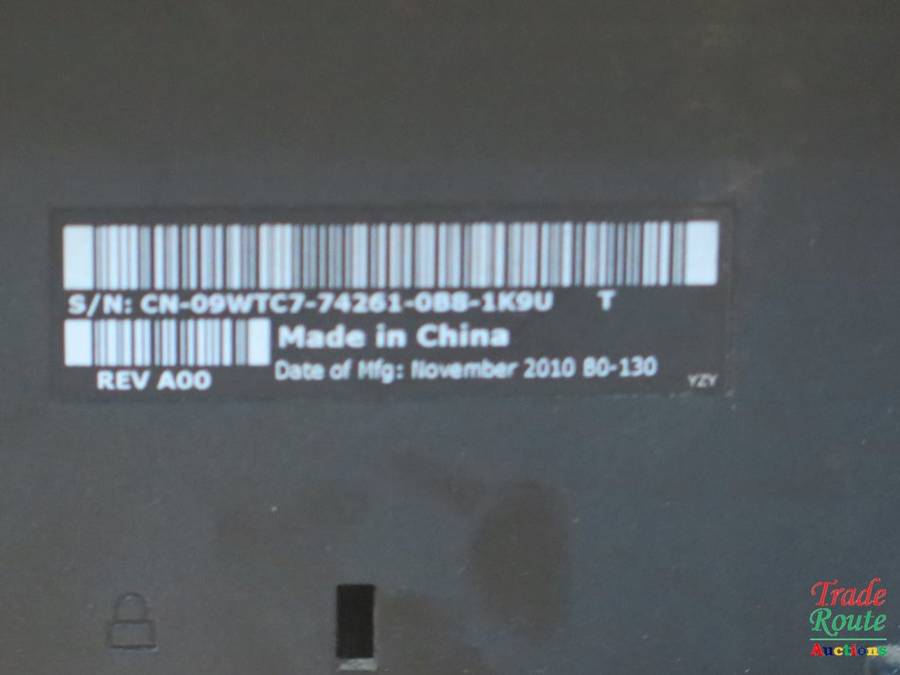 S/N: CN-09WTC7-74261-0B8-1K9U T
Made in China
REV A00
Date of Mfg: November 2010 80-130
YZY
Trade
Route
Auctions